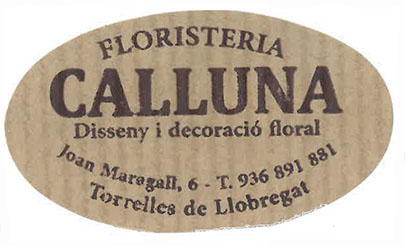 FLORISTERIA
CALLUNA
Disseny i decoració floral
Joan Maragall, 6 - T. 936 891 881
Torrelles de Llobregat